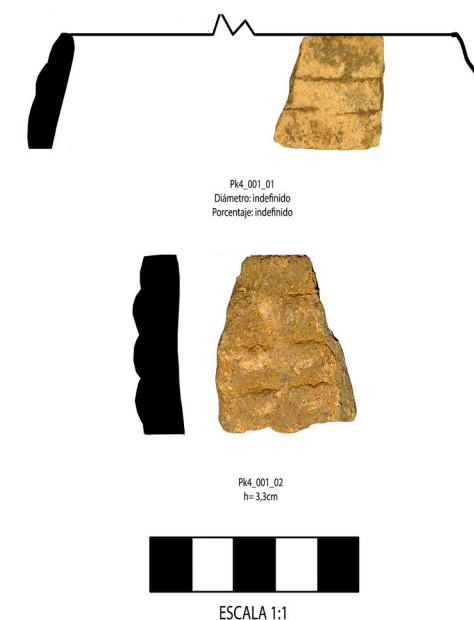 Pk4_001_01
Diámetro: indefinido
Porcentaje: indefinido
Pk4_001_02
h= 3,3cm
ESCALA 1:1